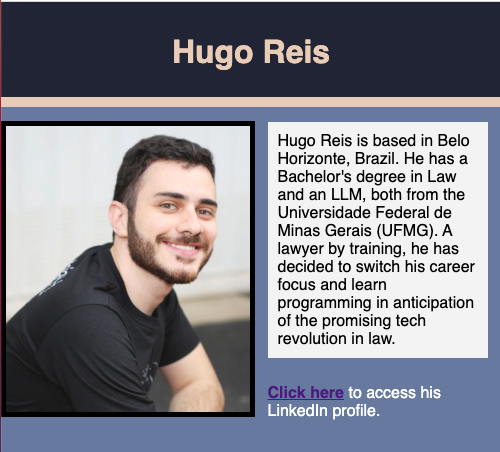 Hugo Reis
Hugo Reis is based in Belo
Horizonte, Brazil. He has a
Bachelor's degree in Law
and an LLM, both from the
Universidade Federal de
Minas Gerais (UFMG). A
lawyer by training, he has
decided to switch his career
focus and learn
programming in anticipation
of the promising tech
revolution in law.
Click here to access his
LinkedIn profile.